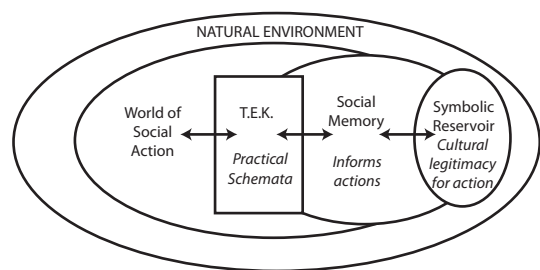 NATURAL ENVIRONMENT
World of
Social
Action
T.E.K.
Practical
Schemata
Social
Memory
Informs
actions
Symbolic
Reservoir
Cultural
legitimacy
for action